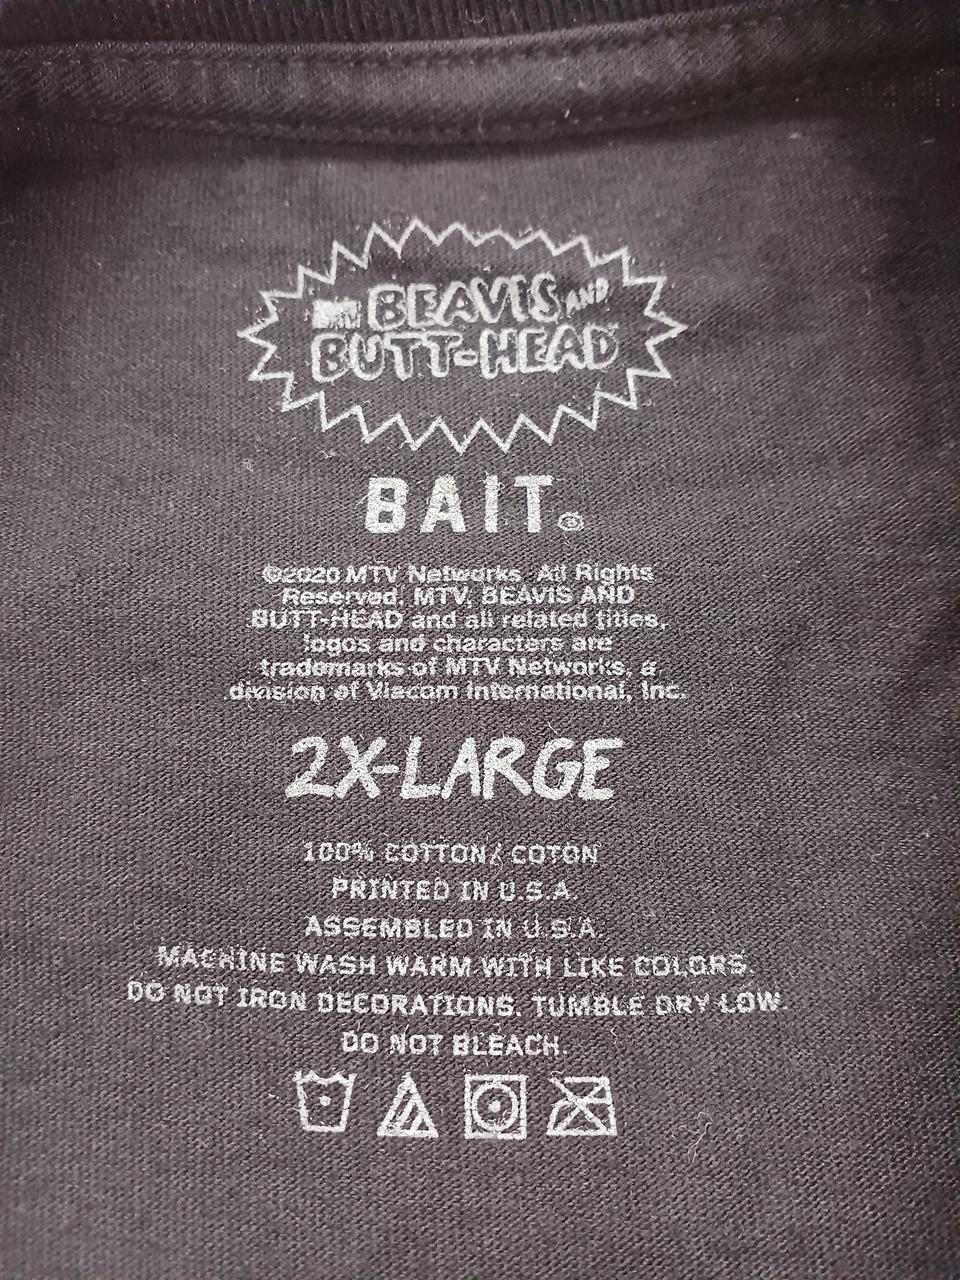 BEAVIS AND
BUTT-HEAD
BAIT®
©2020 MTV Networks. All Rights
Reserved. MTV, BEAVIS AND
BUTT-HEAD and all related titles,
logos and characters are
trademarks of MTV Networks, a
division of Viacom International, Inc.
2X-LARGE
100% COTTON/ COTON
PRINTED IN U.S.A.
ASSEMBLED IN U.S.A.
MACHINE WASH WARM WITH LIKE COLORS.
DO NOT IRON DECORATIONS. TUMBLE DRY LOW.
DO NOT BLEACH.